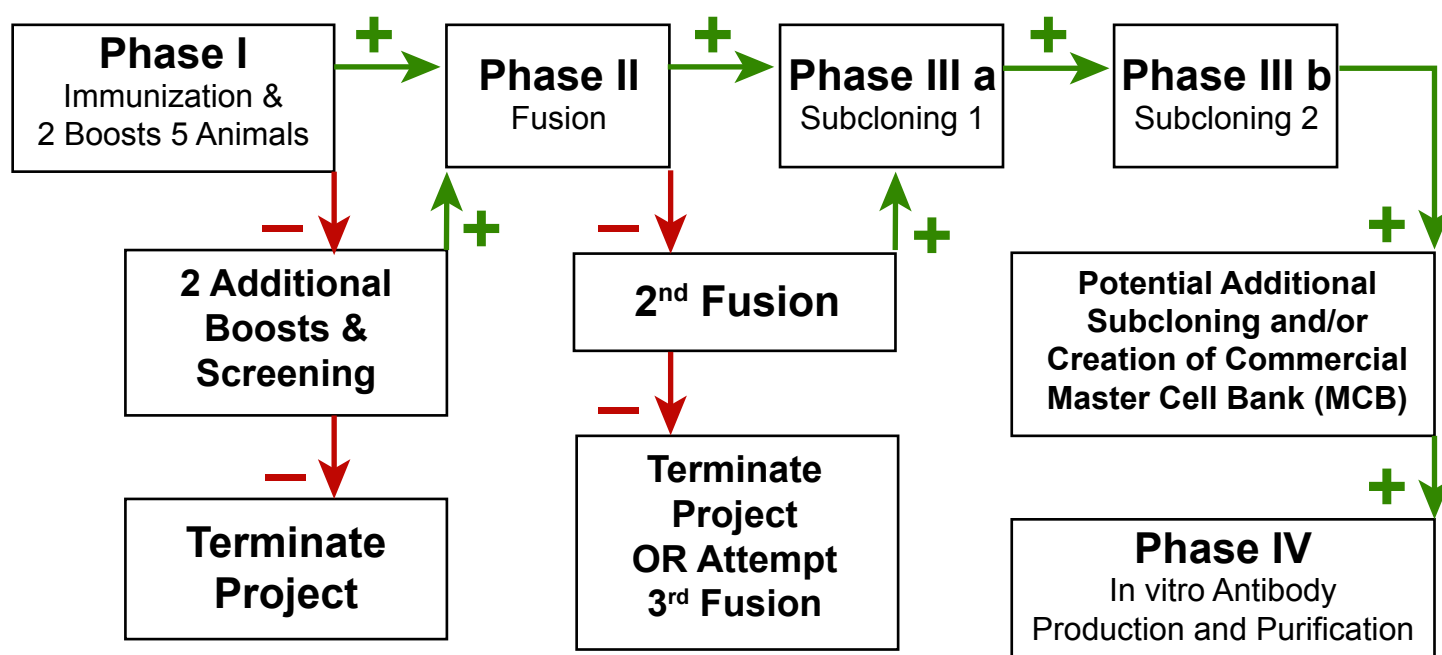 Phase I
Immunization &
2 Boosts 5 Animals
+
Phase II
Fusion
+
Phase III a
Subcloning 1
+
Phase III b
Subcloning 2
–
+
–
+
+
2 Additional
Boosts &
Screening
2nd Fusion
Potential Additional
Subcloning and/or
Creation of Commercial
Master Cell Bank (MCB)
–
–
+
Terminate
Project
Terminate
Project
OR Attempt
3rd Fusion
Phase IV
In vitro Antibody
Production and Purification